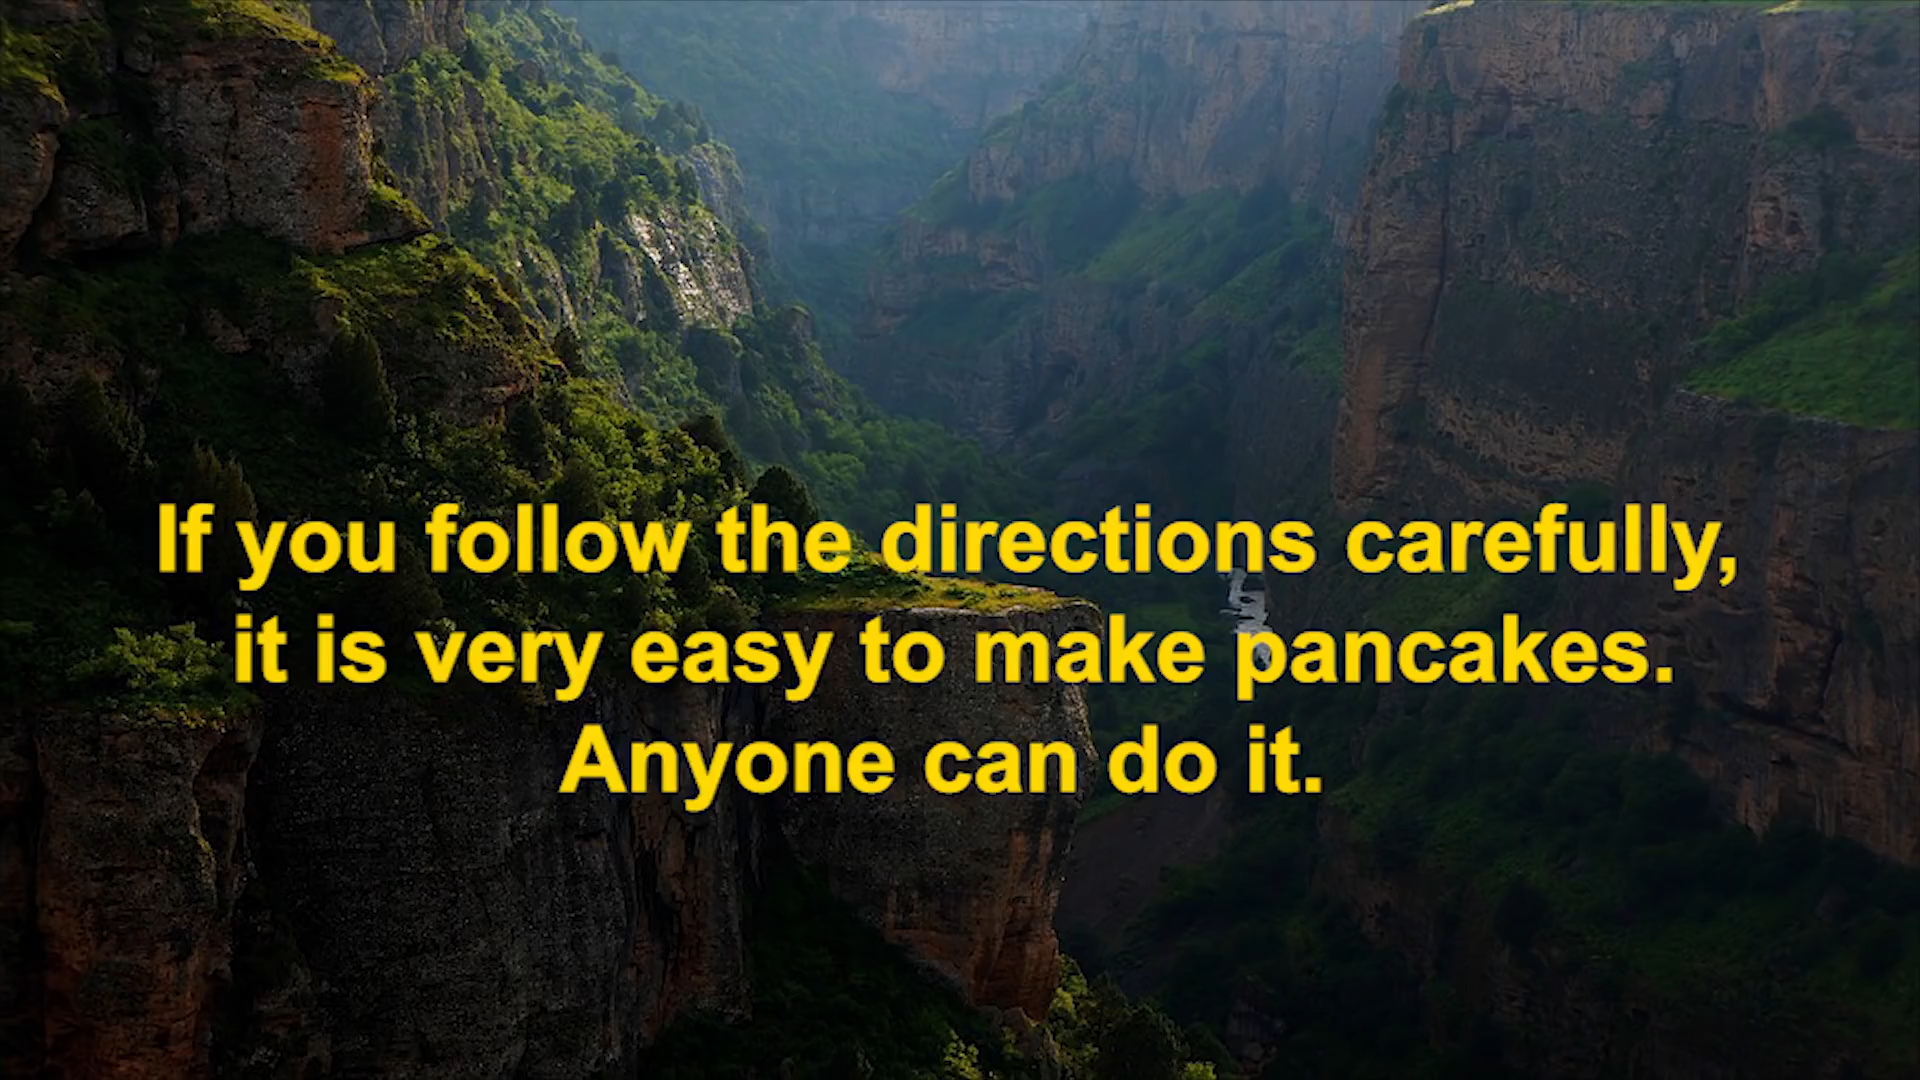 If you follow the directions carefully,
it is very easy to make pancakes.
Anyone can do it.